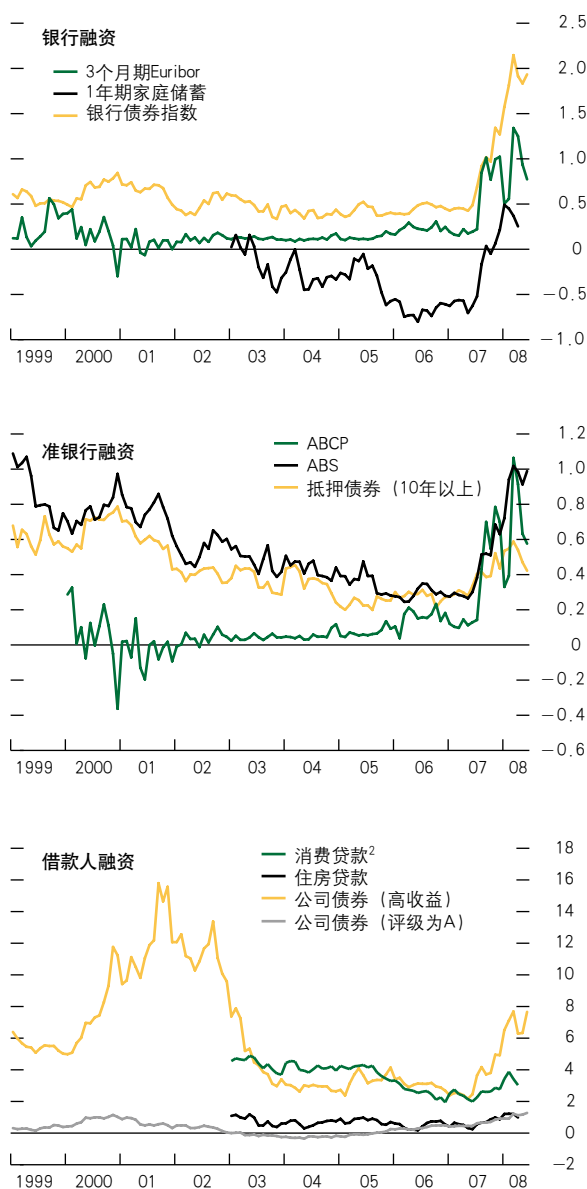 银行融资
3个月期Euribor
1年期家庭储蓄
银行债券指数
2.5
2.0
1.5
1.0
0.5
0
−0.5
−1.0
1999 2000 01 02 03 04 05 06 07 08
准银行融资
ABCP
ABS
抵押债券（10年以上）
1.2
1.0
0.8
0.6
0.4
0.2
0
−0.2
−0.4
−0.6
1999 2000 01 02 03 04 05 06 07 08
借款人融资
消费贷款2
住房贷款
公司债券（高收益）
公司债券（评级为A）
18
16
14
12
10
8
6
4
2
0
−2
1999 2000 01 02 03 04 05 06 07 08